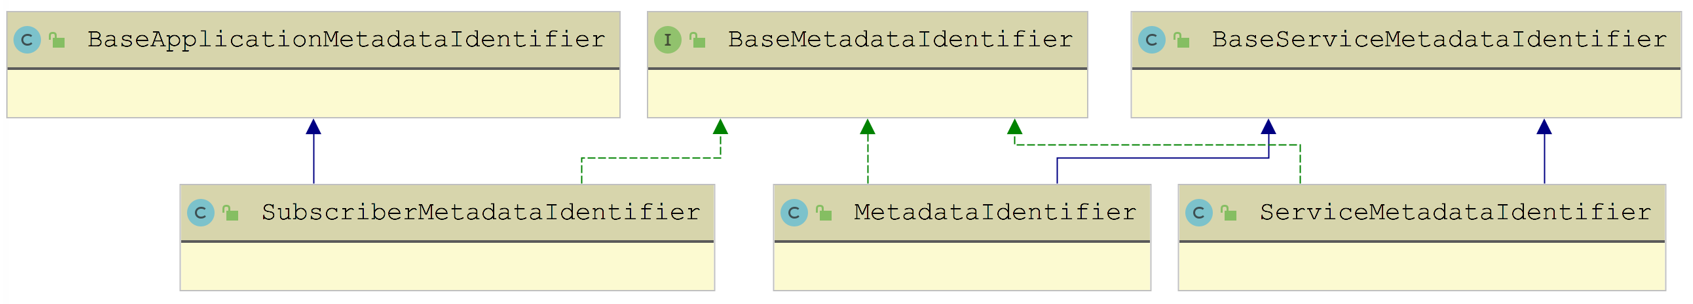 C BaseApplicationMetadataIdentifier
I BaseMetadataIdentifier
C BaseServiceMetadataIdentifier
C SubscriberMetadataIdentifier
C MetadataIdentifier
C ServiceMetadataIdentifier